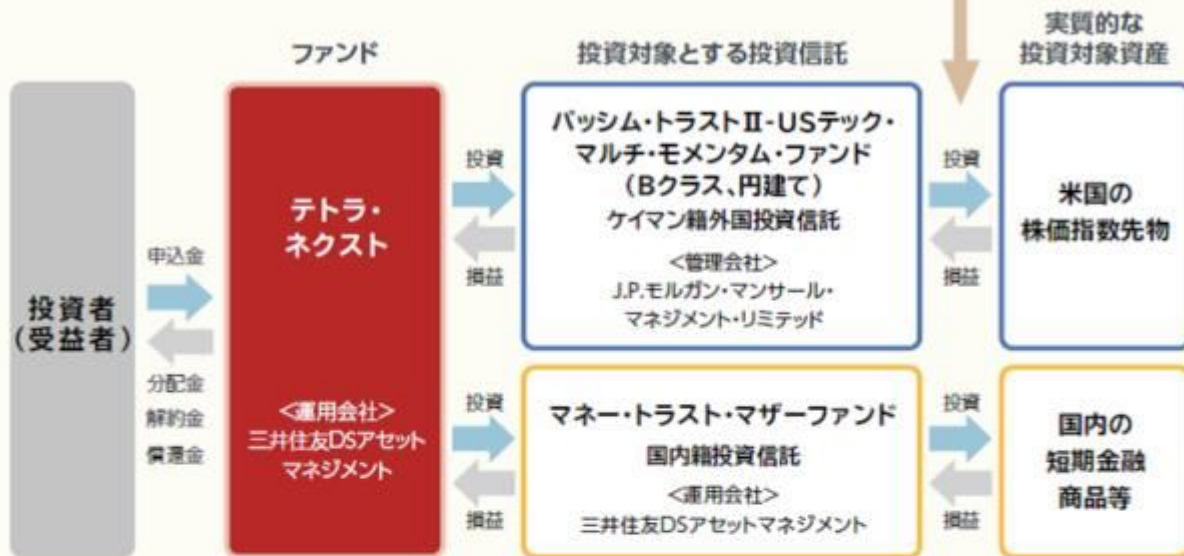 ファンド
投資対象とする投資信託
実質的な
投資対象資産
投資者
(受益者)
申込金
分配金
解約金
償還金
テトラ・
ネクスト
<運用会社>
三井住友DSアセット
マネジメント
投資
損益
バッシム・トラストⅡ-USテック・
マルチ・モメンタム・ファンド
(Bクラス、円建て)
ケイマン籍外国投資信託
<管理会社>
J.P.モルガン・マンサール・
マネジメント・リミテッド
投資
損益
米国の
株価指数先物
投資
損益
マネー・トラスト・マザーファンド
国内籍投資信託
<運用会社>
三井住友DSアセットマネジメント
投資
損益
国内の
短期金融
商品等